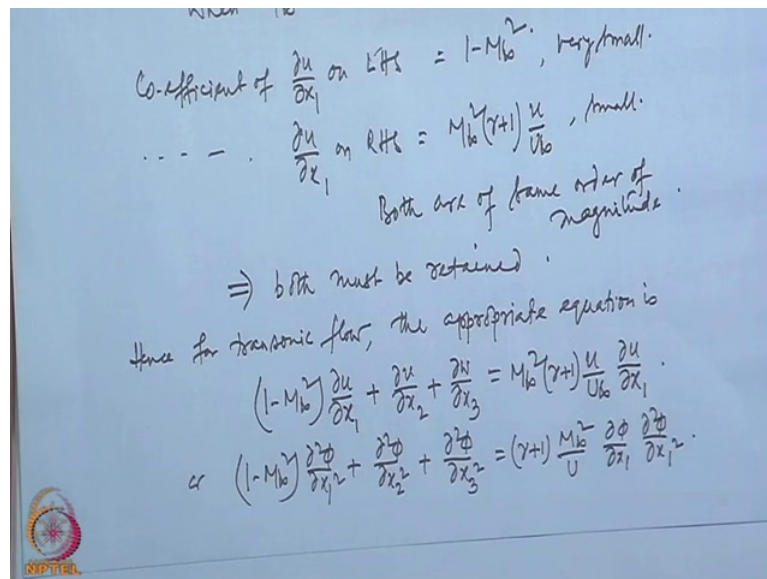 When
Co-efficient of ∂u/∂x₁ on LHS = 1-M∞², very small.
---- - . ∂u/∂x₁ on RHS = M∞²(γ+1) u/U∞, small.
Both are of same order of
magnitude.
⇒ both must be retained.
Hence for transonic flow, the appropriate equation is
(1-M∞²) ∂u/∂x₁ + ∂u/∂x₂ + ∂w/∂x₃ = M∞²(γ+1) u/U∞ ∂u/∂x₁.
or (1-M∞²) ∂²φ/∂x₁² + ∂²φ/∂x₂² + ∂²φ/∂x₃² = (γ+1) M∞²/U ∂φ/∂x₁ ∂²φ/∂x₁².
NPTEL